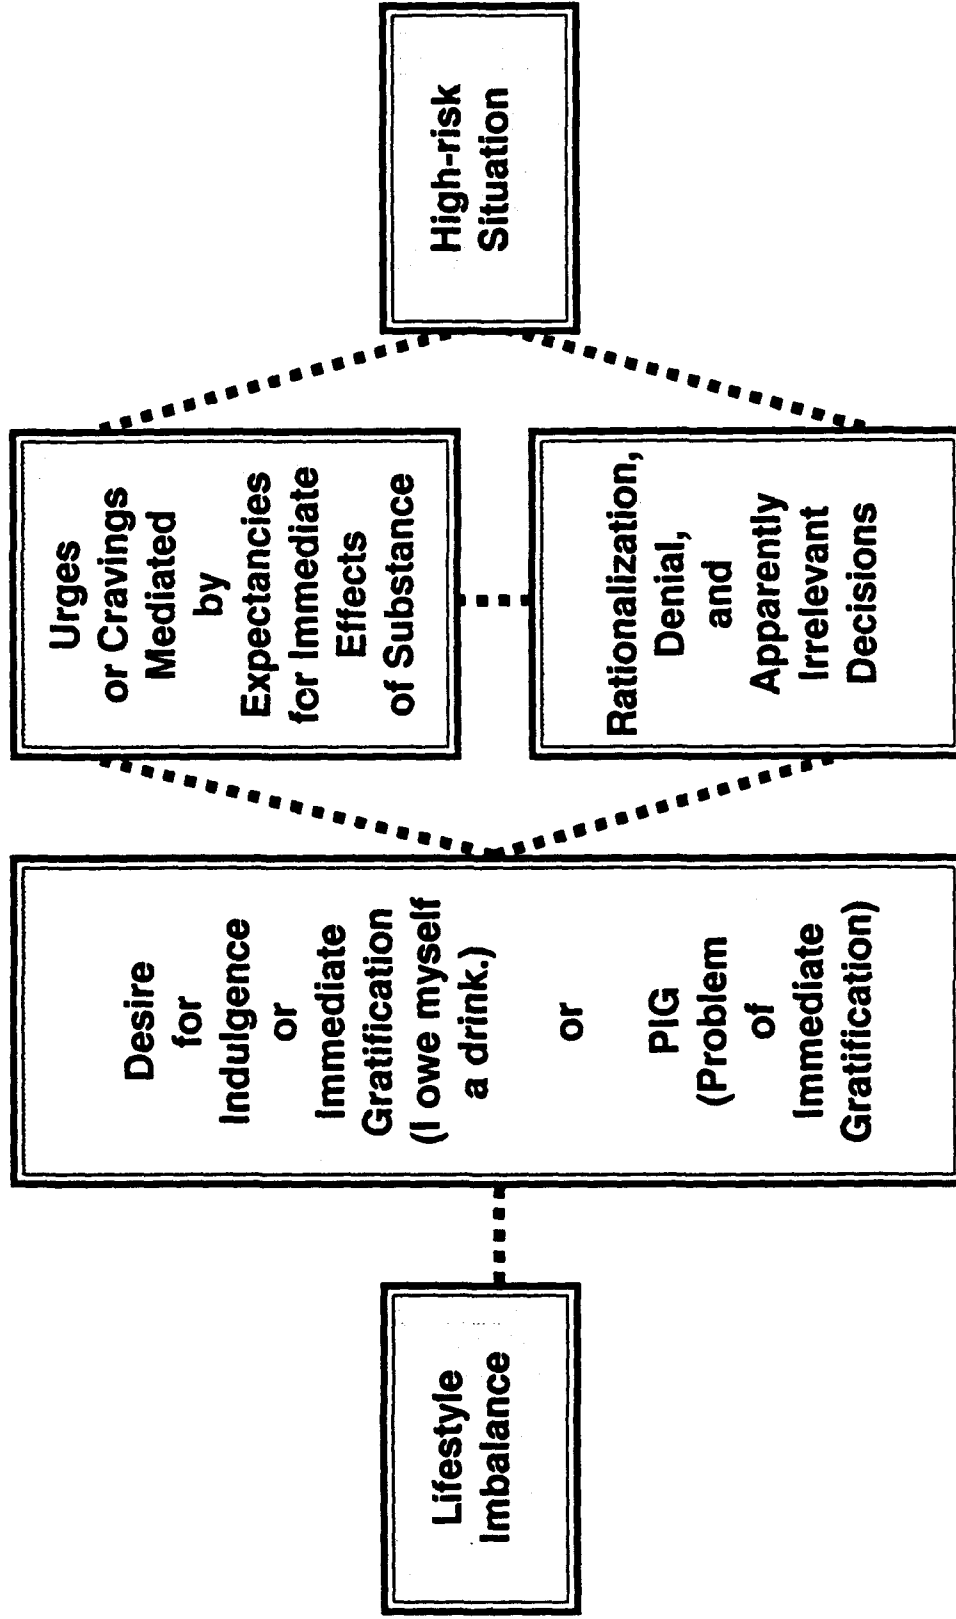 Lifestyle
Imbalance
Desire
for
Indulgence
or
Immediate
Gratification
(I owe myself
a drink.)
or
PIG
(Problem
of
Immediate
Gratification)
Urges
or Cravings
Mediated
by
Expectancies
for Immediate
Effects
of Substance
Rationalization,
Denial,
and
Apparently
Irrelevant
Decisions
High-risk
Situation